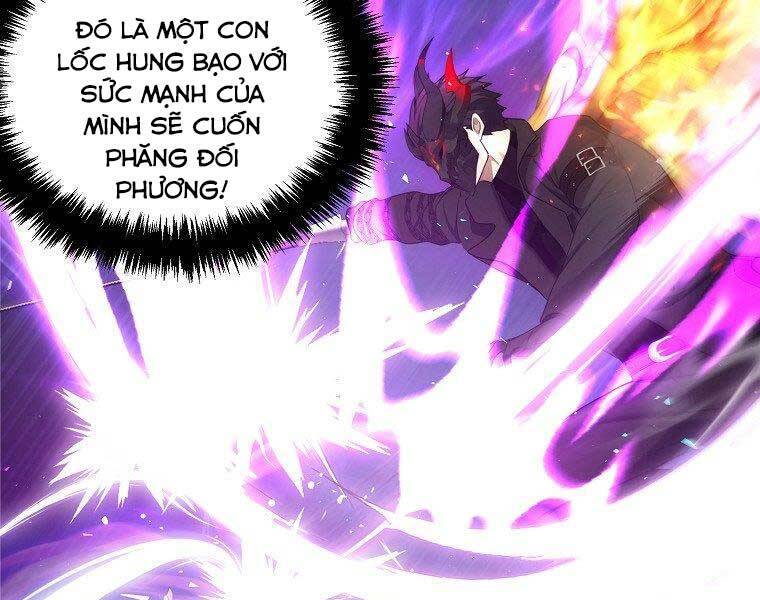 ĐÓ LÀ MỘT CON
LỐC HUNG BẠO VỚI
SỨC MẠNH CỦA
MÌNH SẼ CUỐN
PHĂNG ĐỐI
PHƯƠNG!